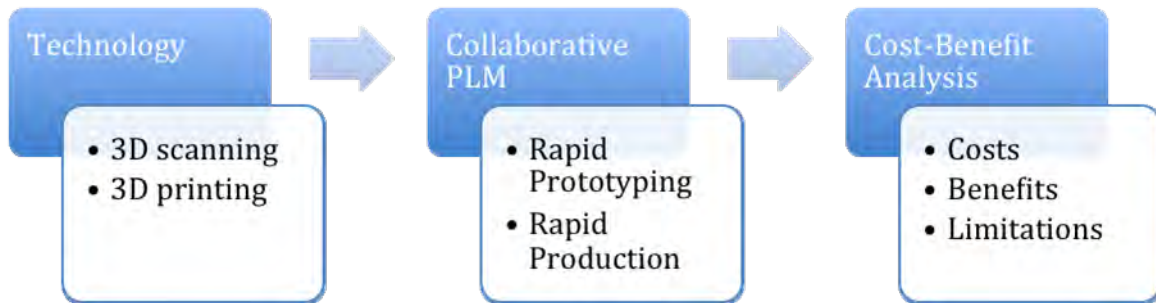 Technology
• 3D scanning
• 3D printing
Collaborative
PLM
• Rapid
Prototyping
• Rapid
Production
Cost-Benefit
Analysis
• Costs
• Benefits
• Limitations